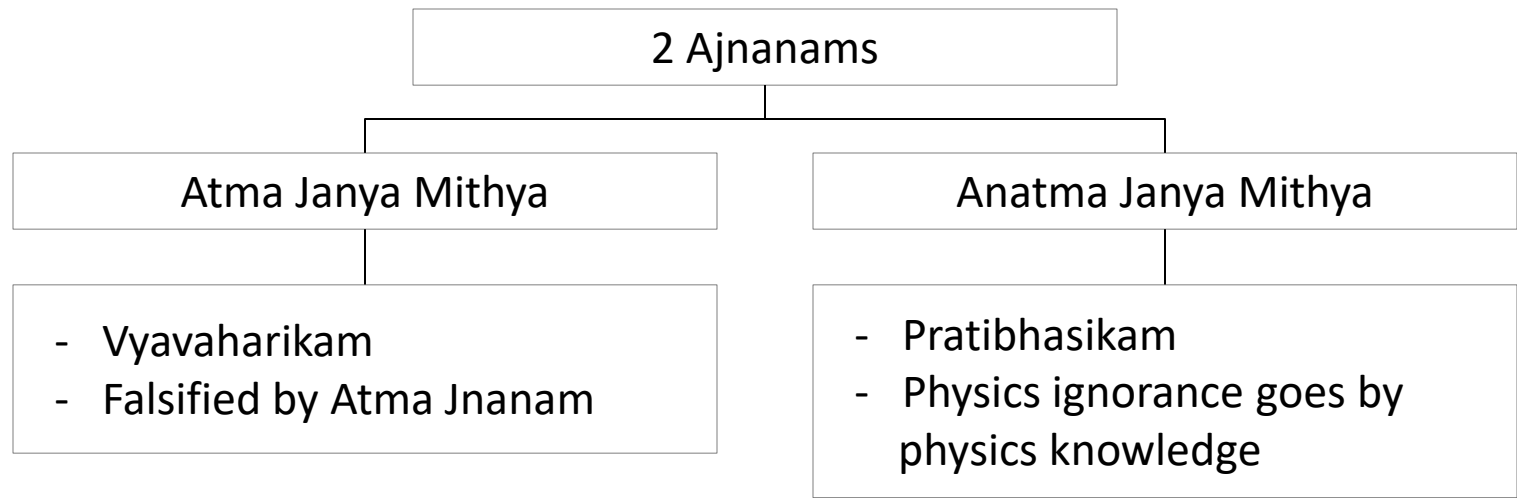 2 Ajnanams
Atma Janya Mithya
Anatma Janya Mithya
- Vyavaharikam
- Falsified by Atma Jnanam
- Pratibhasikam
- Physics ignorance goes by
physics knowledge